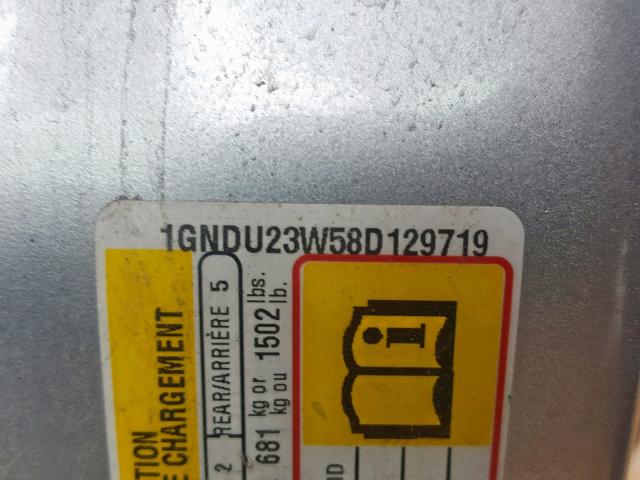 1GNDU23W58D129719
TION
E CHARGEMENT
2 REAR/ARRIÈRE 5
681 kg or 1502 lbs.
kg ou lb.
i